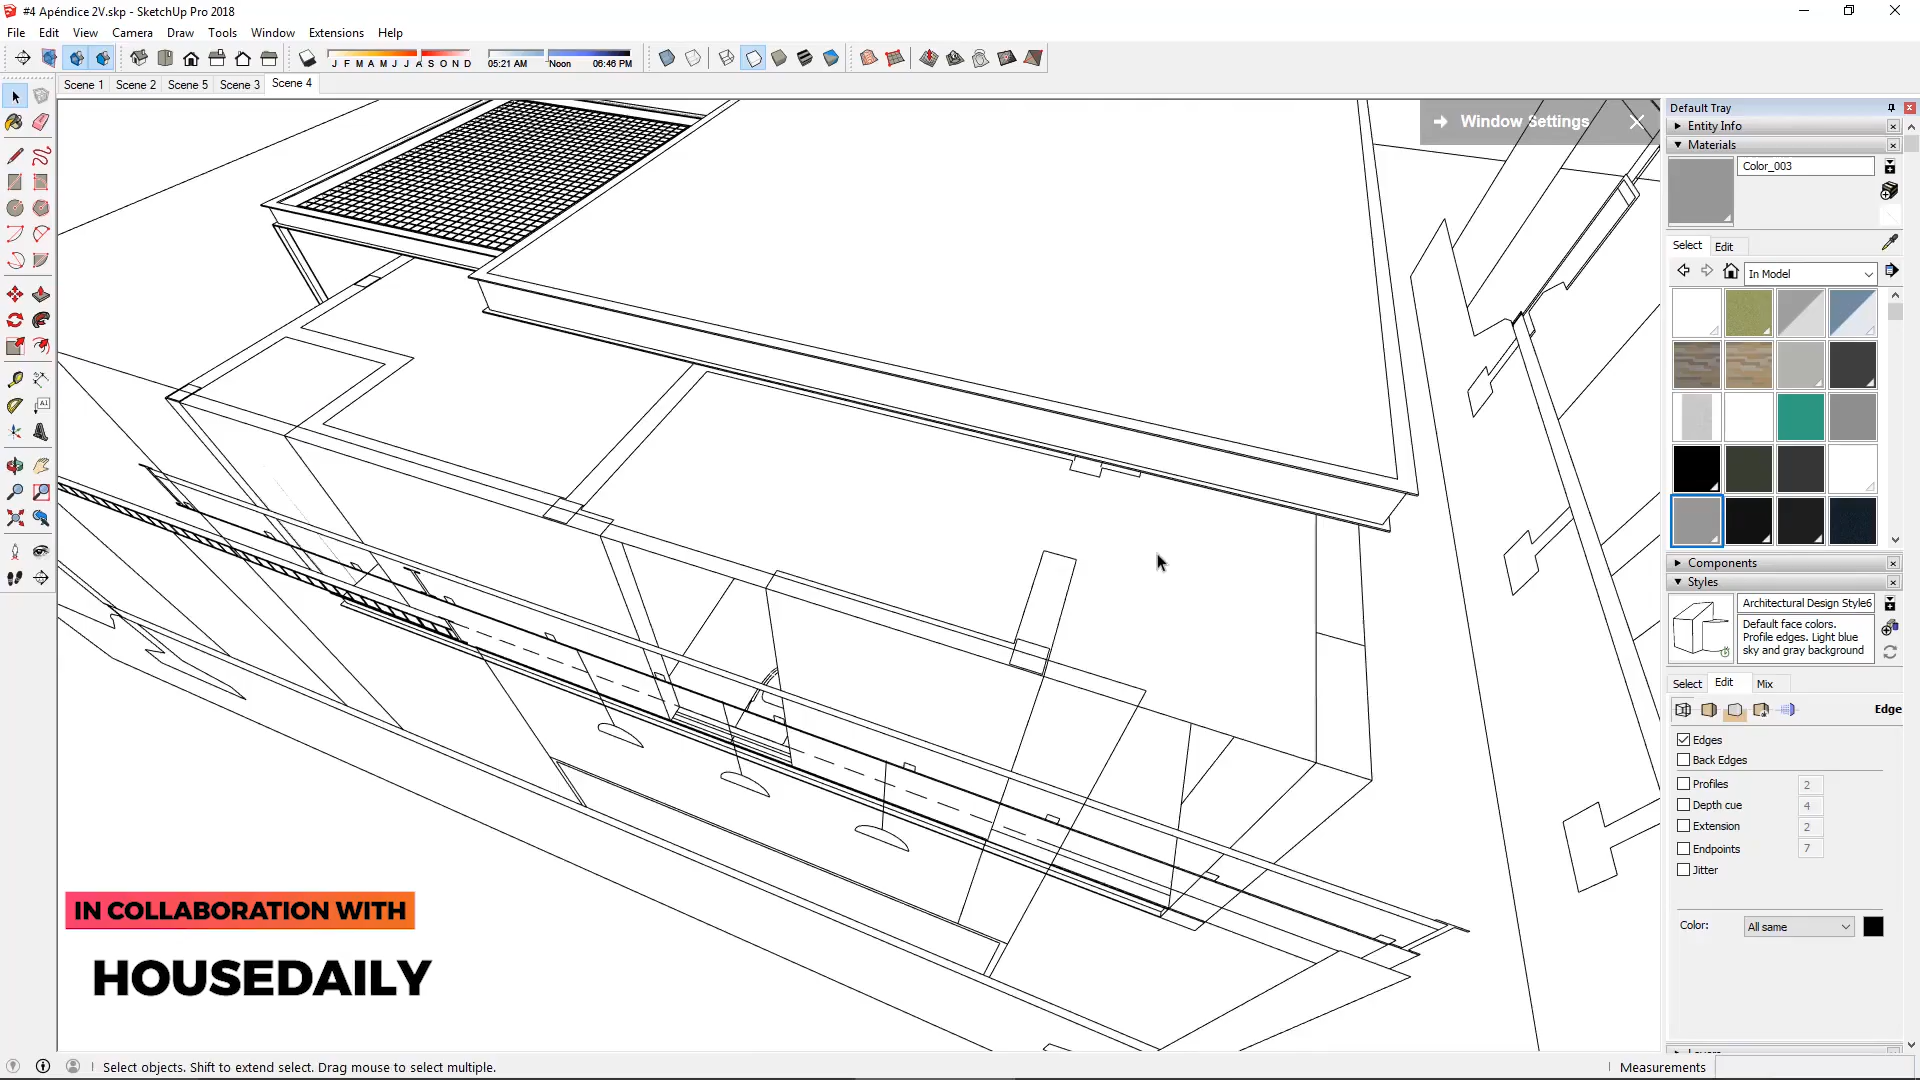 #4 Apéndice 2V.skp - SketchUp Pro 2018
File Edit View Camera Draw Tools Window Extensions Help
J F M A M J J A S O N D 05:21 AM Noon 06:46 PM
Scene 1 Scene 2 Scene 5 Scene 3 Scene 4
Window Settings
Default Tray
Entity Info
Materials
Color_003
Select Edit
In Model
Components
Styles
Architectural Design Style6
Default face colors.
Profile edges. Light blue
sky and gray background
Select Edit Mix
Edge
Edges
Back Edges
Profiles 2
Depth cue 4
Extension 2
Endpoints 7
Jitter
Color: All same
IN COLLABORATION WITH
HOUSEDAILY
Select objects. Shift to extend select. Drag mouse to select multiple.
Measurements